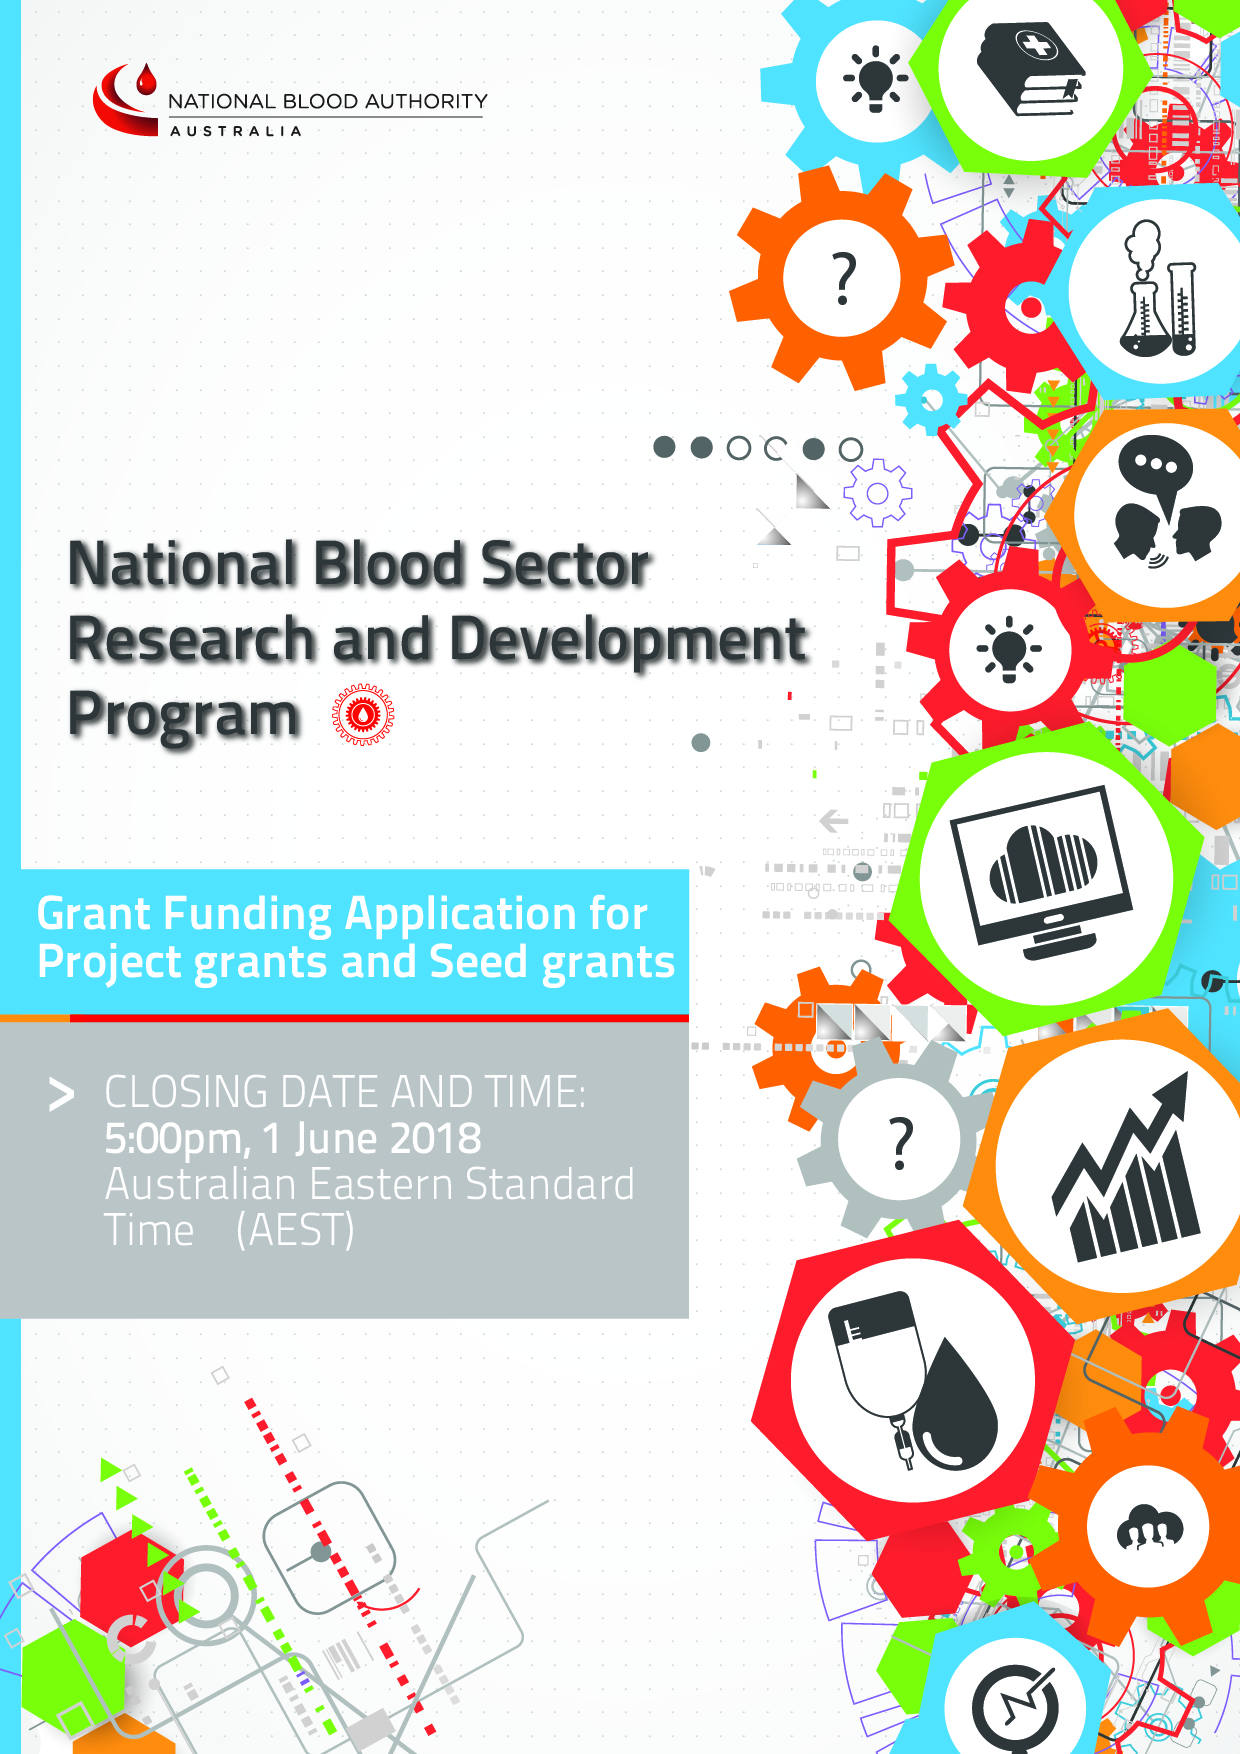 NATIONAL BLOOD AUTHORITY
AUSTRALIA
?
National Blood Sector
Research and Development
Program
Grant Funding Application for
Project grants and Seed grants
> CLOSING DATE AND TIME:
5:00pm, 1 June 2018
Australian Eastern Standard
Time (AEST)
?